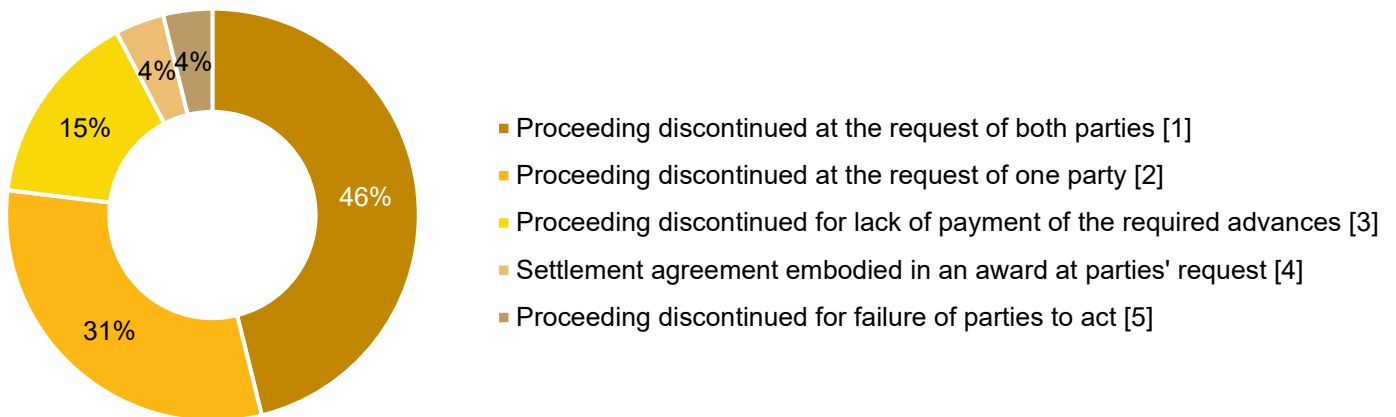 4%
4%
15%
46%
31%
Proceeding discontinued at the request of both parties [1]
Proceeding discontinued at the request of one party [2]
Proceeding discontinued for lack of payment of the required advances [3]
Settlement agreement embodied in an award at parties' request [4]
Proceeding discontinued for failure of parties to act [5]